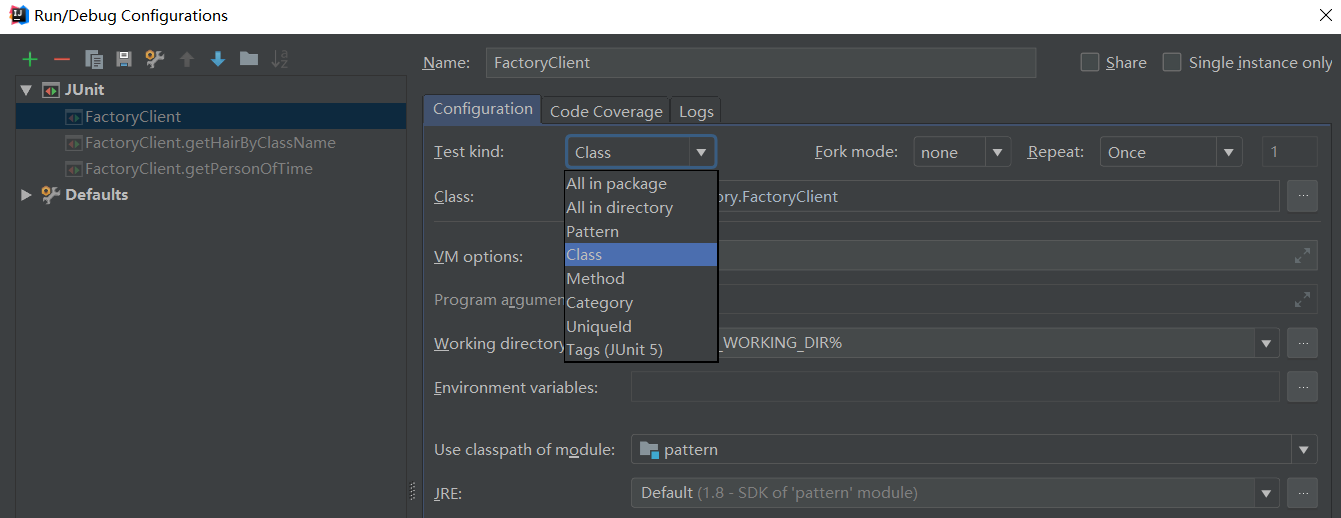 Run/Debug Configurations
Name: FactoryClient Share Single instance only
JUnit
FactoryClient
FactoryClient.getHairByClassName
FactoryClient.getPersonOfTime
Defaults
Configuration Code Coverage Logs
Test kind: Class Fork mode: none Repeat: Once 1
All in package
All in directory
Pattern
Class
Method
Category
UniqueId
Tags (JUnit 5)
Class: ory.FactoryClient
VM options:
Program argumen
Working directory _WORKING_DIR%
Environment variables:
Use classpath of module: pattern
JRE: Default (1.8 - SDK of 'pattern' module)